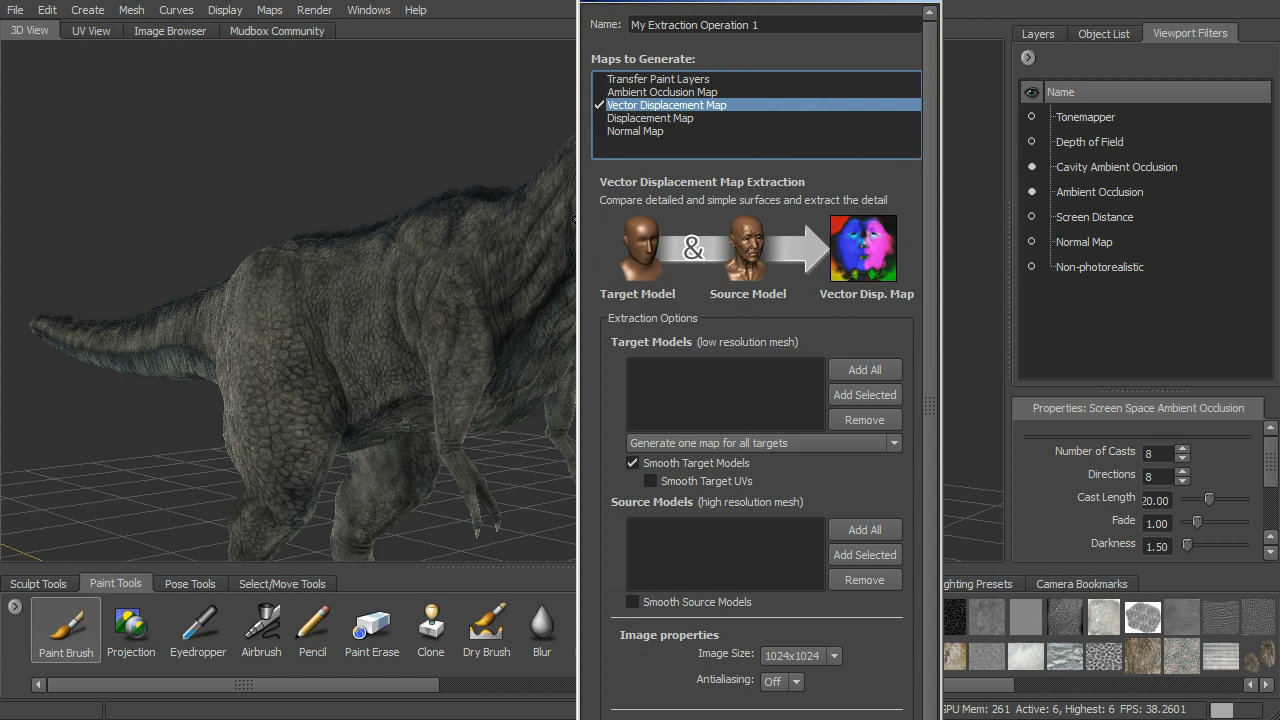 File Edit Create Mesh Curves Display Maps Render Windows Help
3D View UV View Image Browser Mudbox Community
Name: My Extraction Operation 1
Maps to Generate:
Transfer Paint Layers
Ambient Occlusion Map
Vector Displacement Map
Displacement Map
Normal Map
Vector Displacement Map Extraction
Compare detailed and simple surfaces and extract the detail
&
Target Model Source Model Vector Disp. Map
Extraction Options
Target Models (low resolution mesh)
Add All
Add Selected
Remove
Generate one map for all targets
Smooth Target Models
Smooth Target UVs
Source Models (high resolution mesh)
Add All
Add Selected
Remove
Smooth Source Models
Image properties
Image Size: 1024x1024
Antialiasing: Off
Layers Object List Viewport Filters
Name
Tonemapper
Depth of Field
Cavity Ambient Occlusion
Ambient Occlusion
Screen Distance
Normal Map
Non-photorealistic
Properties: Screen Space Ambient Occlusion
Number of Casts 8
Directions 8
Cast Length 20.00
Fade 1.00
Darkness 1.50
Sculpt Tools Paint Tools Pose Tools Select/Move Tools
Paint Brush Projection Eyedropper Airbrush Pencil Paint Erase Clone Dry Brush Blur
ghting Presets Camera Bookmarks
GPU Mem: 261 Active: 6, Highest: 6 FPS: 38.2601